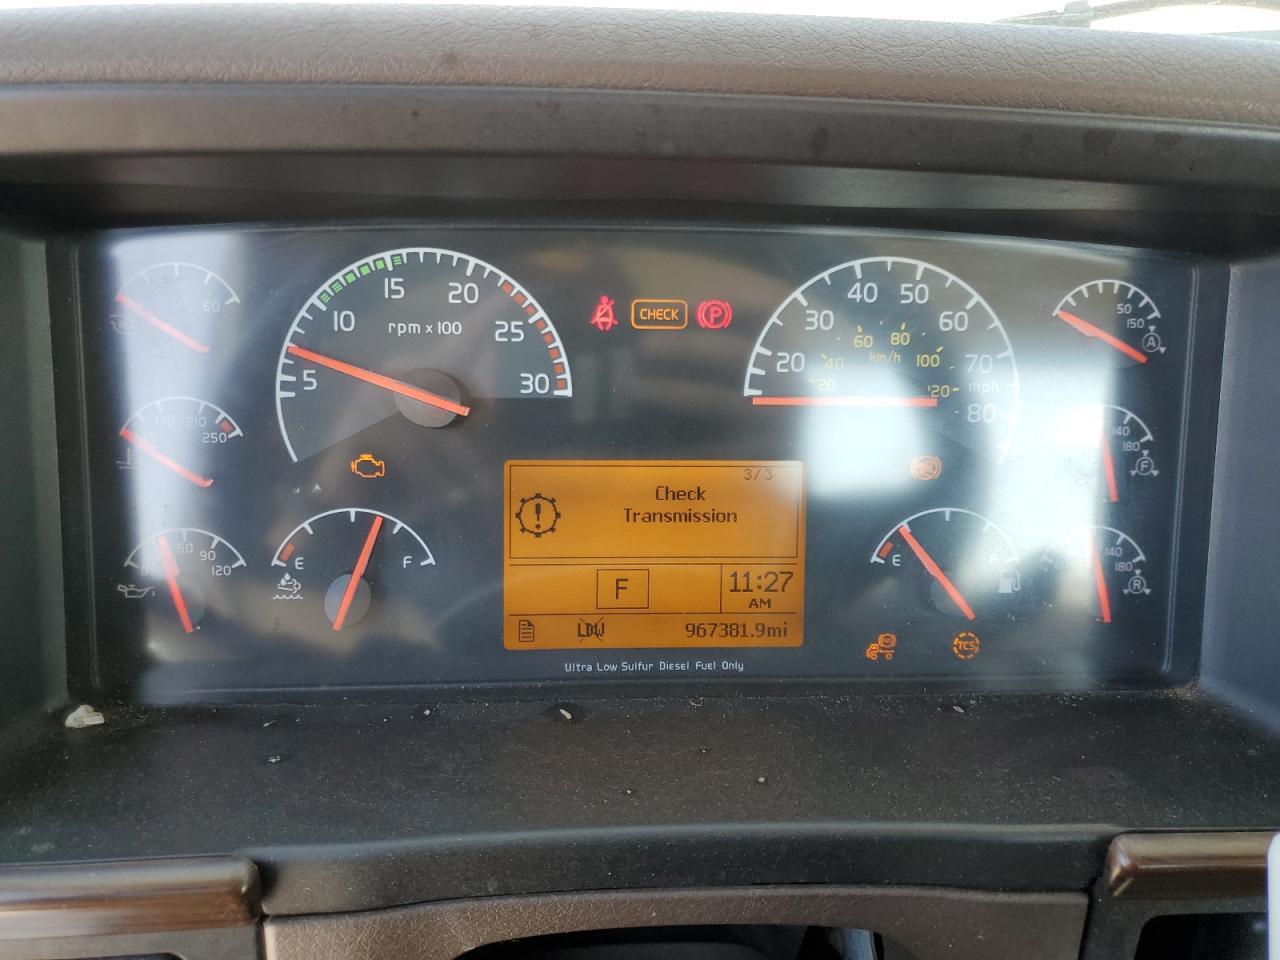 60
5 10 15 20 25 30
rpm x 100
CHECK
P
20 30 40 50 60 70 80
mph
20 40 60 80 100 120
km/h
50
150
A
170 210
250
140
180
F
3/3
Check
Transmission
F
11:27
AM
LDW
967381.9mi
60
90
120
E F
E
140
180
R
TCS
Ultra Low Sulfur Diesel Fuel Only